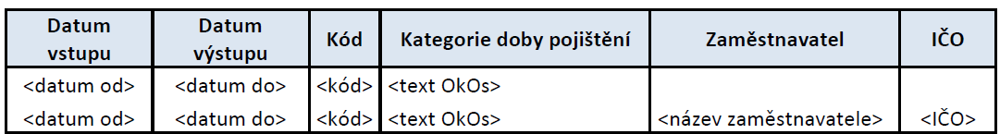 Datum vstupu Datum výstupu Kód Kategorie doby pojištění Zaměstnavatel IČO
<datum od> <datum do> <kód> <text OkOs>
<datum od> <datum do> <kód> <text OkOs> <název zaměstnavatele> <IČO>